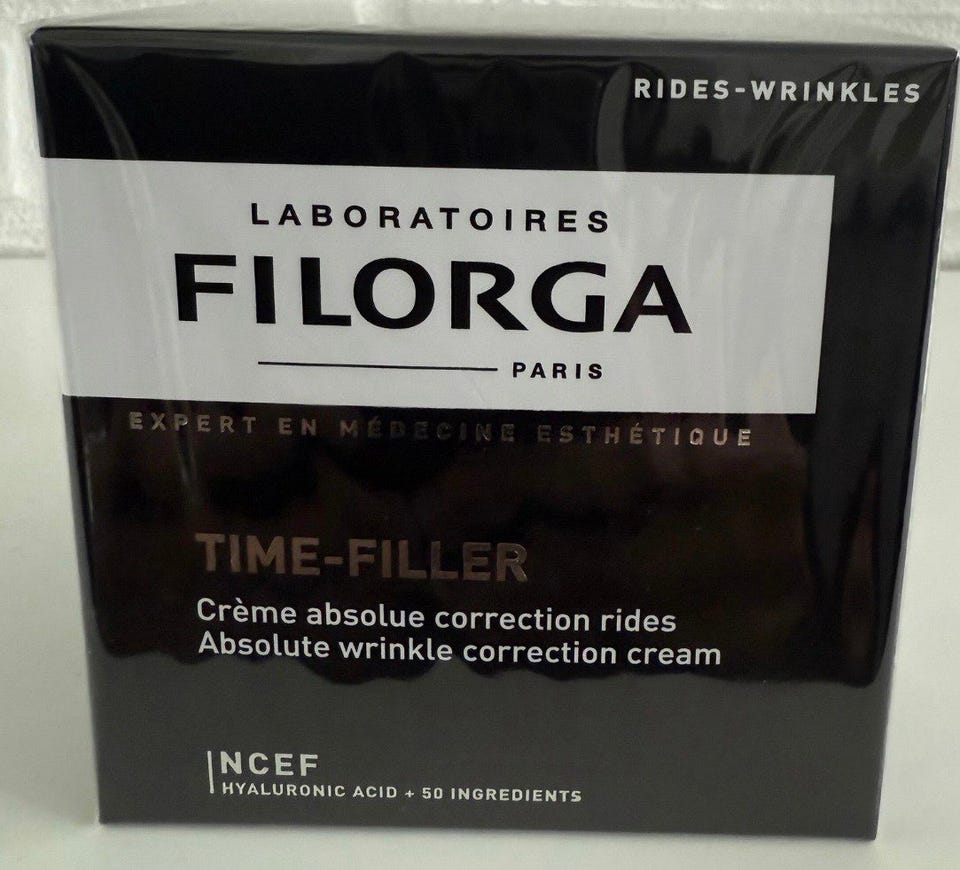 RIDES-WRINKLES
LABORATOIRES
FILORGA
PARIS
EXPERT EN MÉDECINE ESTHÉTIQUE
TIME-FILLER
Crème absolue correction rides
Absolute wrinkle correction cream
NCEF
HYALURONIC ACID + 50 INGREDIENTS